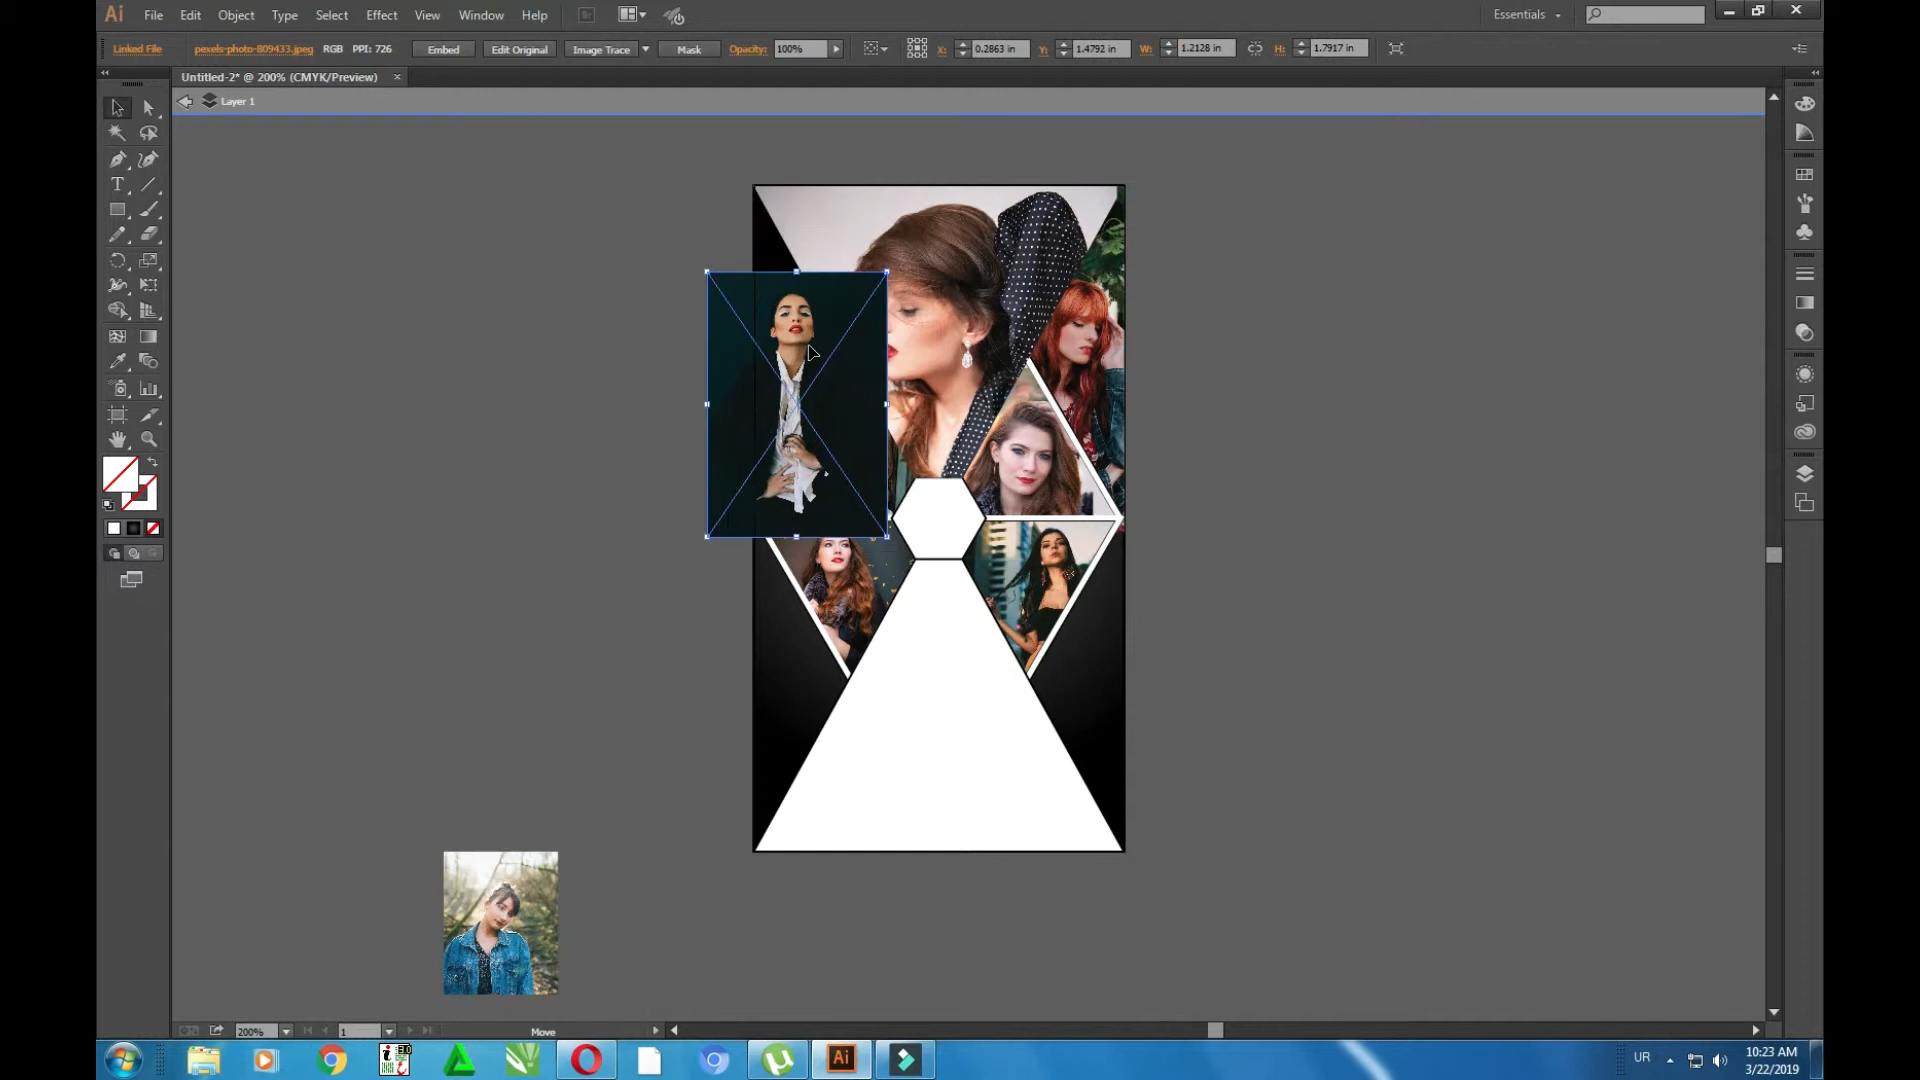 Ai File Edit Object Type Select Effect View Window Help Br Essentials
Linked File pexels-photo-809433.jpeg RGB PPI: 726 Embed Edit Original Image Trace Mask Opacity: 100% X: 0.2863 in Y: 1.4792 in W: 1.2128 in H: 1.7917 in
Untitled-2* @ 200% (CMYK/Preview)
Layer 1
T
200% 1 Move
Ai UR 10:23 AM
3/22/2019